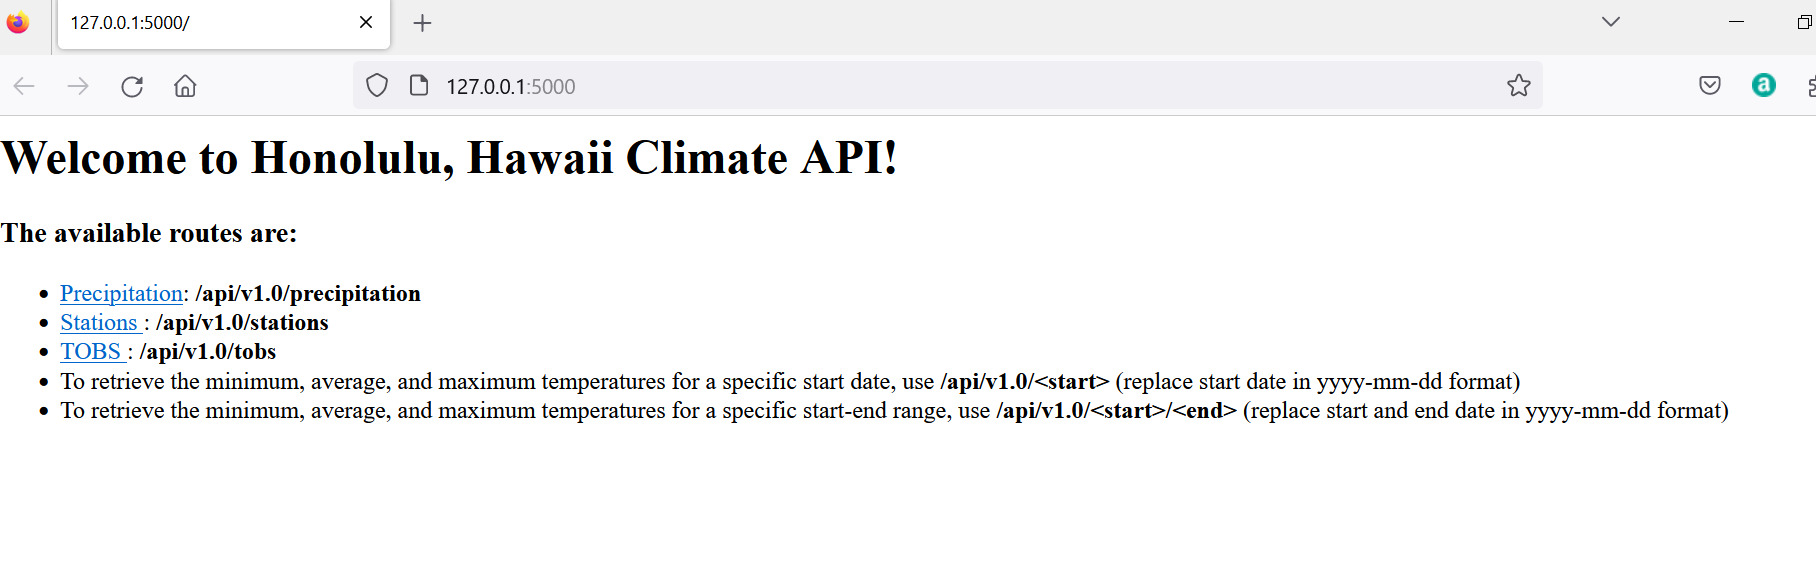 127.0.0.1:5000/
127.0.0.1:5000
a
Welcome to Honolulu, Hawaii Climate API!
The available routes are:
• Precipitation: /api/v1.0/precipitation
• Stations : /api/v1.0/stations
• TOBS : /api/v1.0/tobs
• To retrieve the minimum, average, and maximum temperatures for a specific start date, use /api/v1.0/<start> (replace start date in yyyy-mm-dd format)
• To retrieve the minimum, average, and maximum temperatures for a specific start-end range, use /api/v1.0/<start>/<end> (replace start and end date in yyyy-mm-dd format)